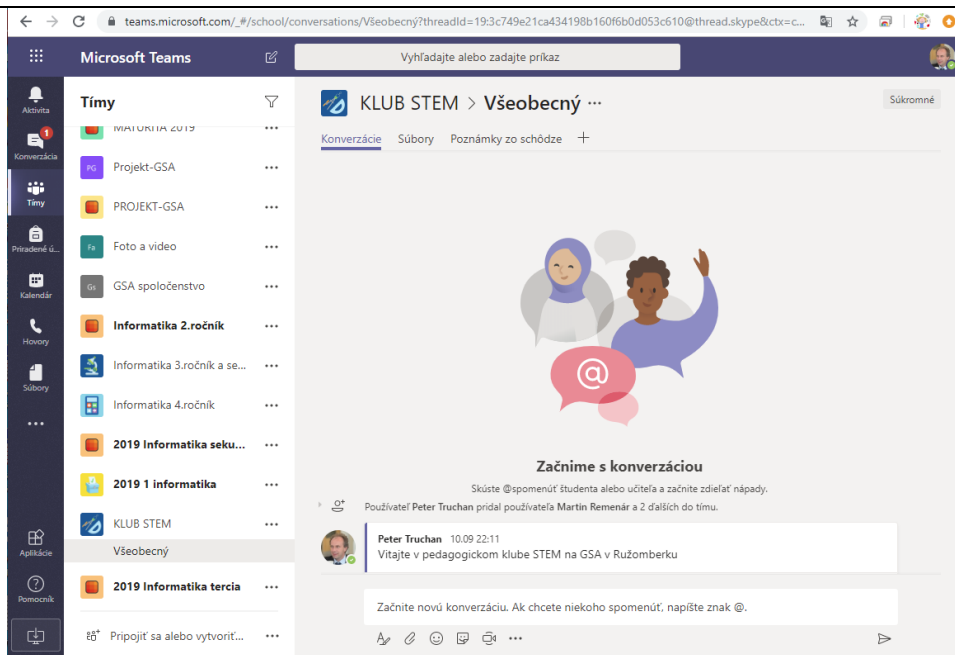 teams.microsoft.com/_#/school/conversations/Všeobecný?threadId=19:3c749e21ca434198b160f6b0d053c610@thread.skype&ctx=c...
Microsoft Teams
Vyhľadajte alebo zadajte príkaz
Aktivita
1
Konverzácia
Tímy
Priradené ú...
Kalendár
Hovory
Súbory
Aplikácie
Pomocník
Tímy
MATURITA 2019
PG Projekt-GSA
PROJEKT-GSA
Fa Foto a video
Gs GSA spoločenstvo
Informatika 2.ročník
Informatika 3.ročník a se...
Informatika 4.ročník
2019 Informatika seku...
2019 1 informatika
KLUB STEM
Všeobecný
2019 Informatika tercia
Pripojiť sa alebo vytvoriť...
KLUB STEM > Všeobecný ...
Súkromné
Konverzácie Súbory Poznámky zo schôdze +
@
Začnime s konverzáciou
Skúste @spomenúť študenta alebo učiteľa a začnite zdieľať nápady.
Používateľ Peter Truchan pridal používateľa Martin Remenár a 2 ďalších do tímu.
Peter Truchan 10.09 22:11
Vitajte v pedagogickom klube STEM na GSA v Ružomberku
Začnite novú konverzáciu. Ak chcete niekoho spomenúť, napíšte znak @.